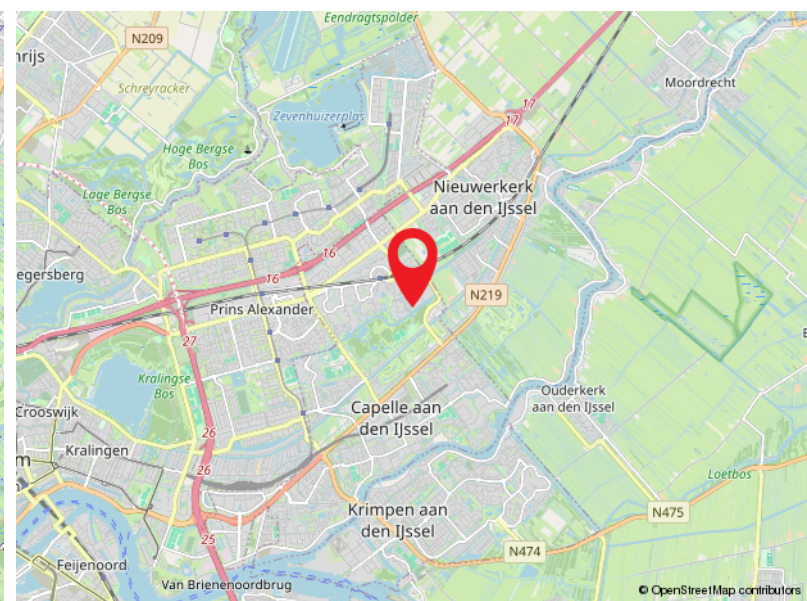 Eendragtspolder
N209
nrijs
Moordrecht
Schreyracker
17
Zevenhuizerplas
17
Hoge Bergse
Bos
Nieuwerkerk
aan den IJssel
Lage Bergse
Bos
16
egersberg
16
N219
Prins Alexander
27
Kralingse
Bos
Ouderkerk
aan den IJssel
Crooswijk
Capelle aan
den IJssel
26
Kralingen
26
Loetbos
m
Krimpen aan
den IJssel
N475
25
N474
Feijenoord
Van Brienenoordbrug
© OpenStreetMap contributors